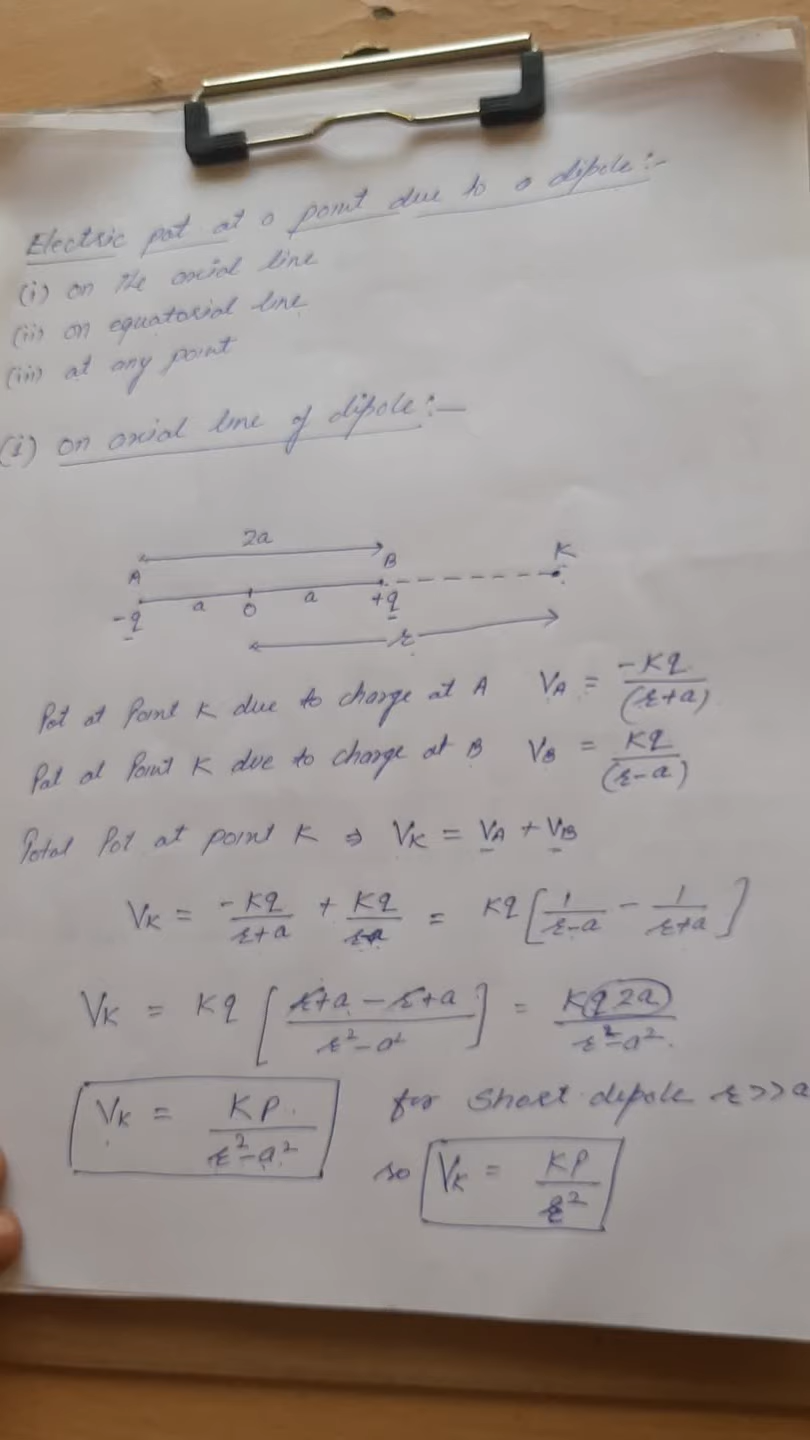 Electric pot at a point due to a dipole:-
(i) on the axial line
(ii) on equatorial line
(iii) at any point
(i) on axial line of dipole:-
2a
A B K
a O a
-q +q
r
Pot at Point K due to charge at A VA = -Kq/(r+a)
Pot at Point K due to charge at B VB = Kq/(r-a)
Total Pot at point K ⇒ VK = VA + VB
VK = -Kq/r+a + Kq/r-a = Kq[1/r-a - 1/r+a]
VK = Kq [r+a - r+a/r²-a²] = Kq2a/r²-a².
VK = KP./r²-a² for Short dipole r>>a
so VK = KP/r²